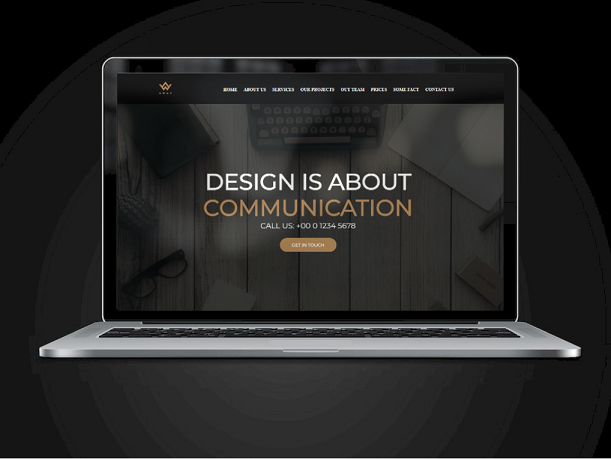 HOME ABOUT US SERVICES OUR PROJECTS OUT TEAM PRICES SOME FACT CONTACT US
DESIGN IS ABOUT
COMMUNICATION
CALL US: +00 0 1234 5678
GET IN TOUCH